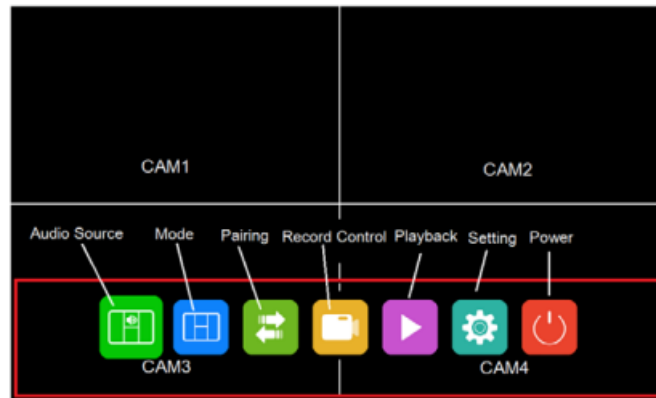 CAM1
CAM2
Audio Source
Mode
Pairing
Record Control
Playback
Setting
Power
CAM3
CAM4